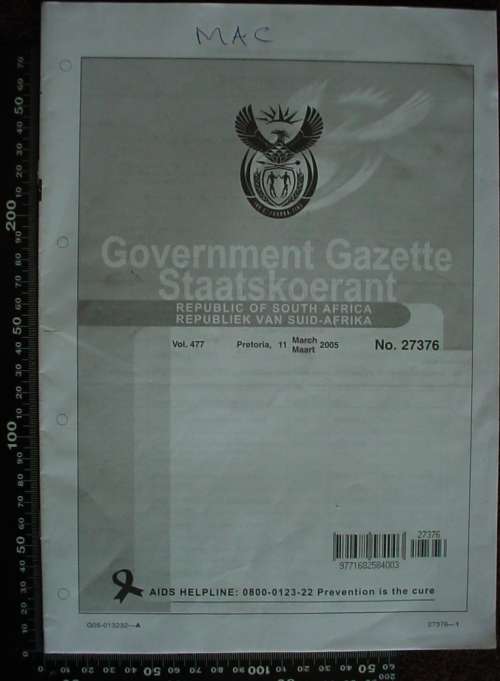 MAC
Government Gazette
Staatskoerant
REPUBLIC OF SOUTH AFRICA
REPUBLIEK VAN SUID-AFRIKA
Vol. 477 Pretoria, 11 March Maart 2005 No. 27376
27376
9771682584003
AIDS HELPLINE: 0800-0123-22 Prevention is the cure
G05-013232—A 27376—1